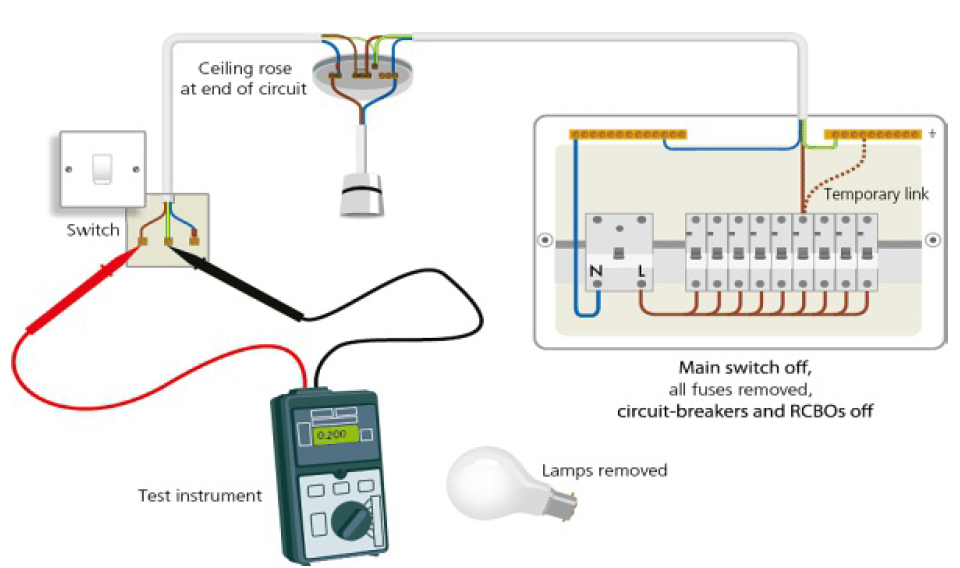 Ceiling rose
at end of circuit
Switch
Temporary link
N
L
Main switch off,
all fuses removed,
circuit-breakers and RCBOs off
0.200
Test instrument
Lamps removed